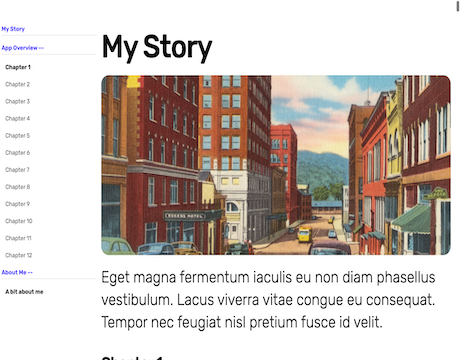 My Story
App Overview —
Chapter 1
Chapter 2
Chapter 3
Chapter 4
Chapter 5
Chapter 6
Chapter 7
Chapter 8
Chapter 9
Chapter 10
Chapter 11
Chapter 12
About Me —
A bit about me
My Story
Eget magna fermentum iaculis eu non diam phasellus
vestibulum. Lacus viverra vitae congue eu consequat.
Tempor nec feugiat nisl pretium fusce id velit.
Chapter 1